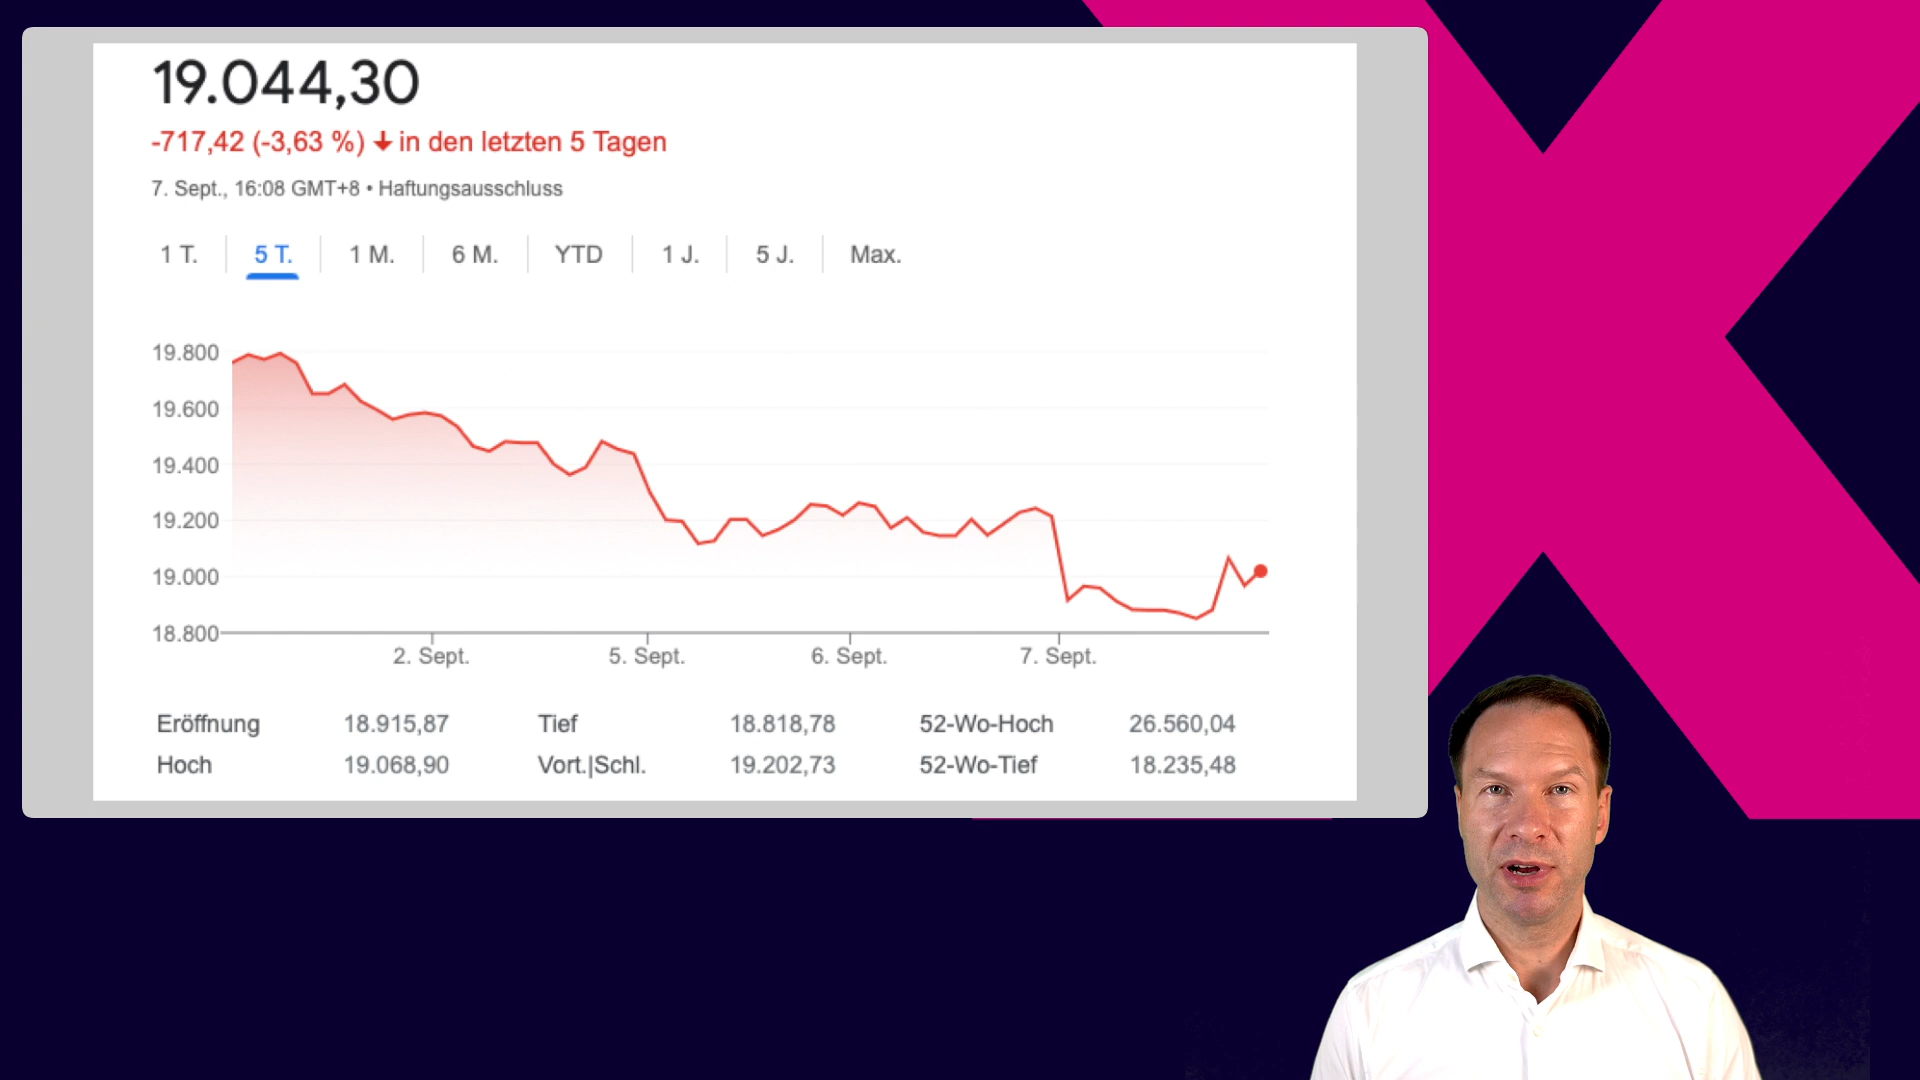 19.044,30
-717,42 (-3,63 %) ↓ in den letzten 5 Tagen
7. Sept., 16:08 GMT+8 • Haftungsausschluss
1 T. 5 T. 1 M. 6 M. YTD 1 J. 5 J. Max.
19.800
19.600
19.400
19.200
19.000
18.800
2. Sept. 5. Sept. 6. Sept. 7. Sept.
Eröffnung 18.915,87 Tief 18.818,78 52-Wo-Hoch 26.560,04
Hoch 19.068,90 Vort.|Schl. 19.202,73 52-Wo-Tief 18.235,48